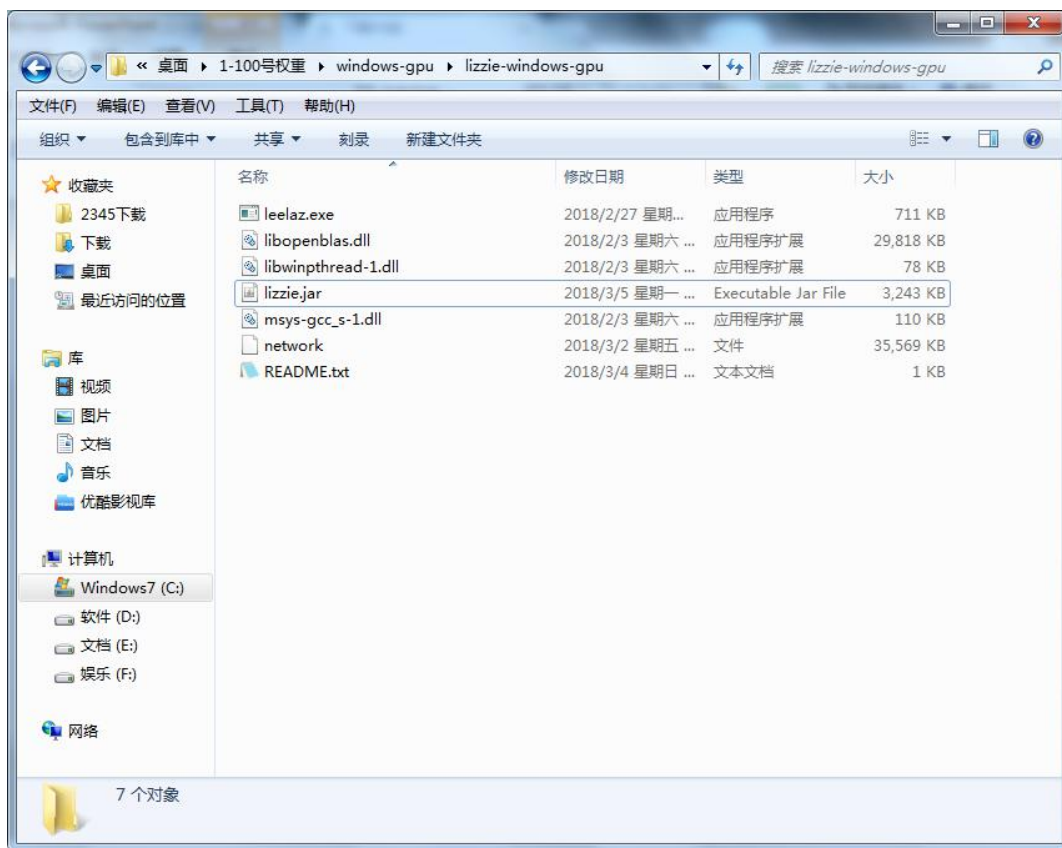 « 桌面 ▸ 1-100号权重 ▸ windows-gpu ▸ lizzie-windows-gpu
搜索 lizzie-windows-gpu
文件(F) 编辑(E) 查看(V) 工具(T) 帮助(H)
组织 包含到库中 共享 刻录 新建文件夹
收藏夹
2345下载
下载
桌面
最近访问的位置
库
视频
图片
文档
音乐
优酷影视库
计算机
Windows7 (C:)
软件 (D:)
文档 (E:)
娱乐 (F:)
网络
名称 修改日期 类型 大小
leelaz.exe 2018/2/27 星期... 应用程序 711 KB
libopenblas.dll 2018/2/3 星期六 ... 应用程序扩展 29,818 KB
libwinpthread-1.dll 2018/2/3 星期六 ... 应用程序扩展 78 KB
lizzie.jar 2018/3/5 星期一 ... Executable Jar File 3,243 KB
msys-gcc_s-1.dll 2018/2/3 星期六 ... 应用程序扩展 110 KB
network 2018/3/2 星期五 ... 文件 35,569 KB
README.txt 2018/3/4 星期日 ... 文本文档 1 KB
7 个对象